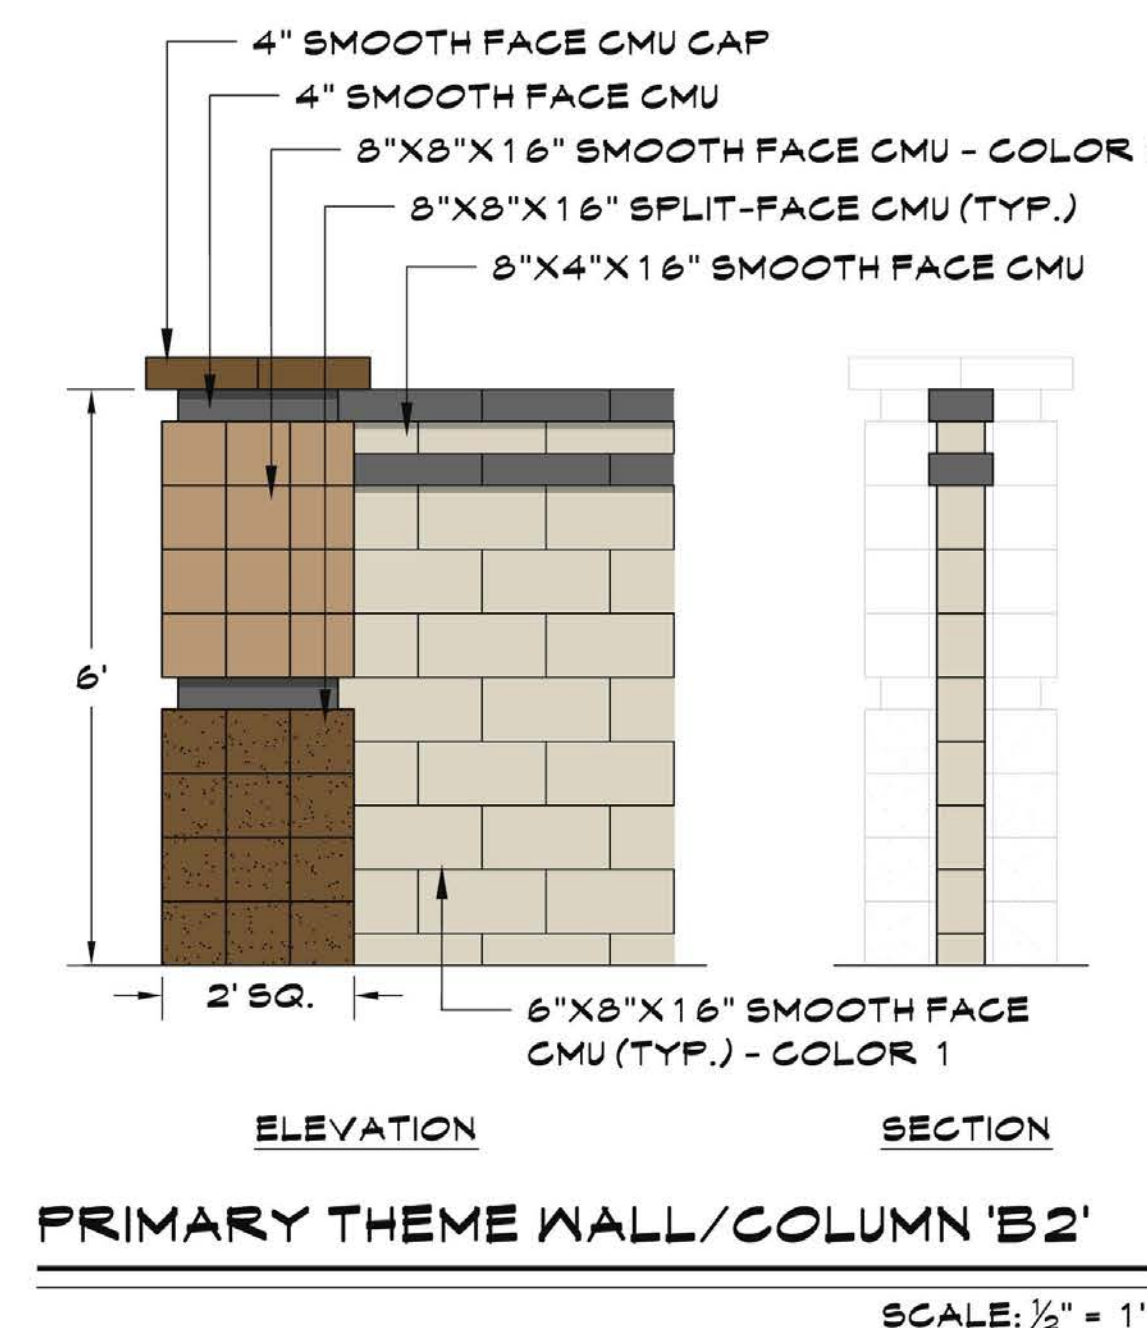 4" SMOOTH FACE CMU CAP
4" SMOOTH FACE CMU
8"X8"X16" SMOOTH FACE CMU - COLOR
8"X8"X16" SPLIT-FACE CMU (TYP.)
8"X4"X16" SMOOTH FACE CMU
6'
2' SQ.
6"X8"X16" SMOOTH FACE
CMU (TYP.) - COLOR 1
ELEVATION
SECTION
PRIMARY THEME WALL/COLUMN 'B2'
SCALE: ½" = 1'